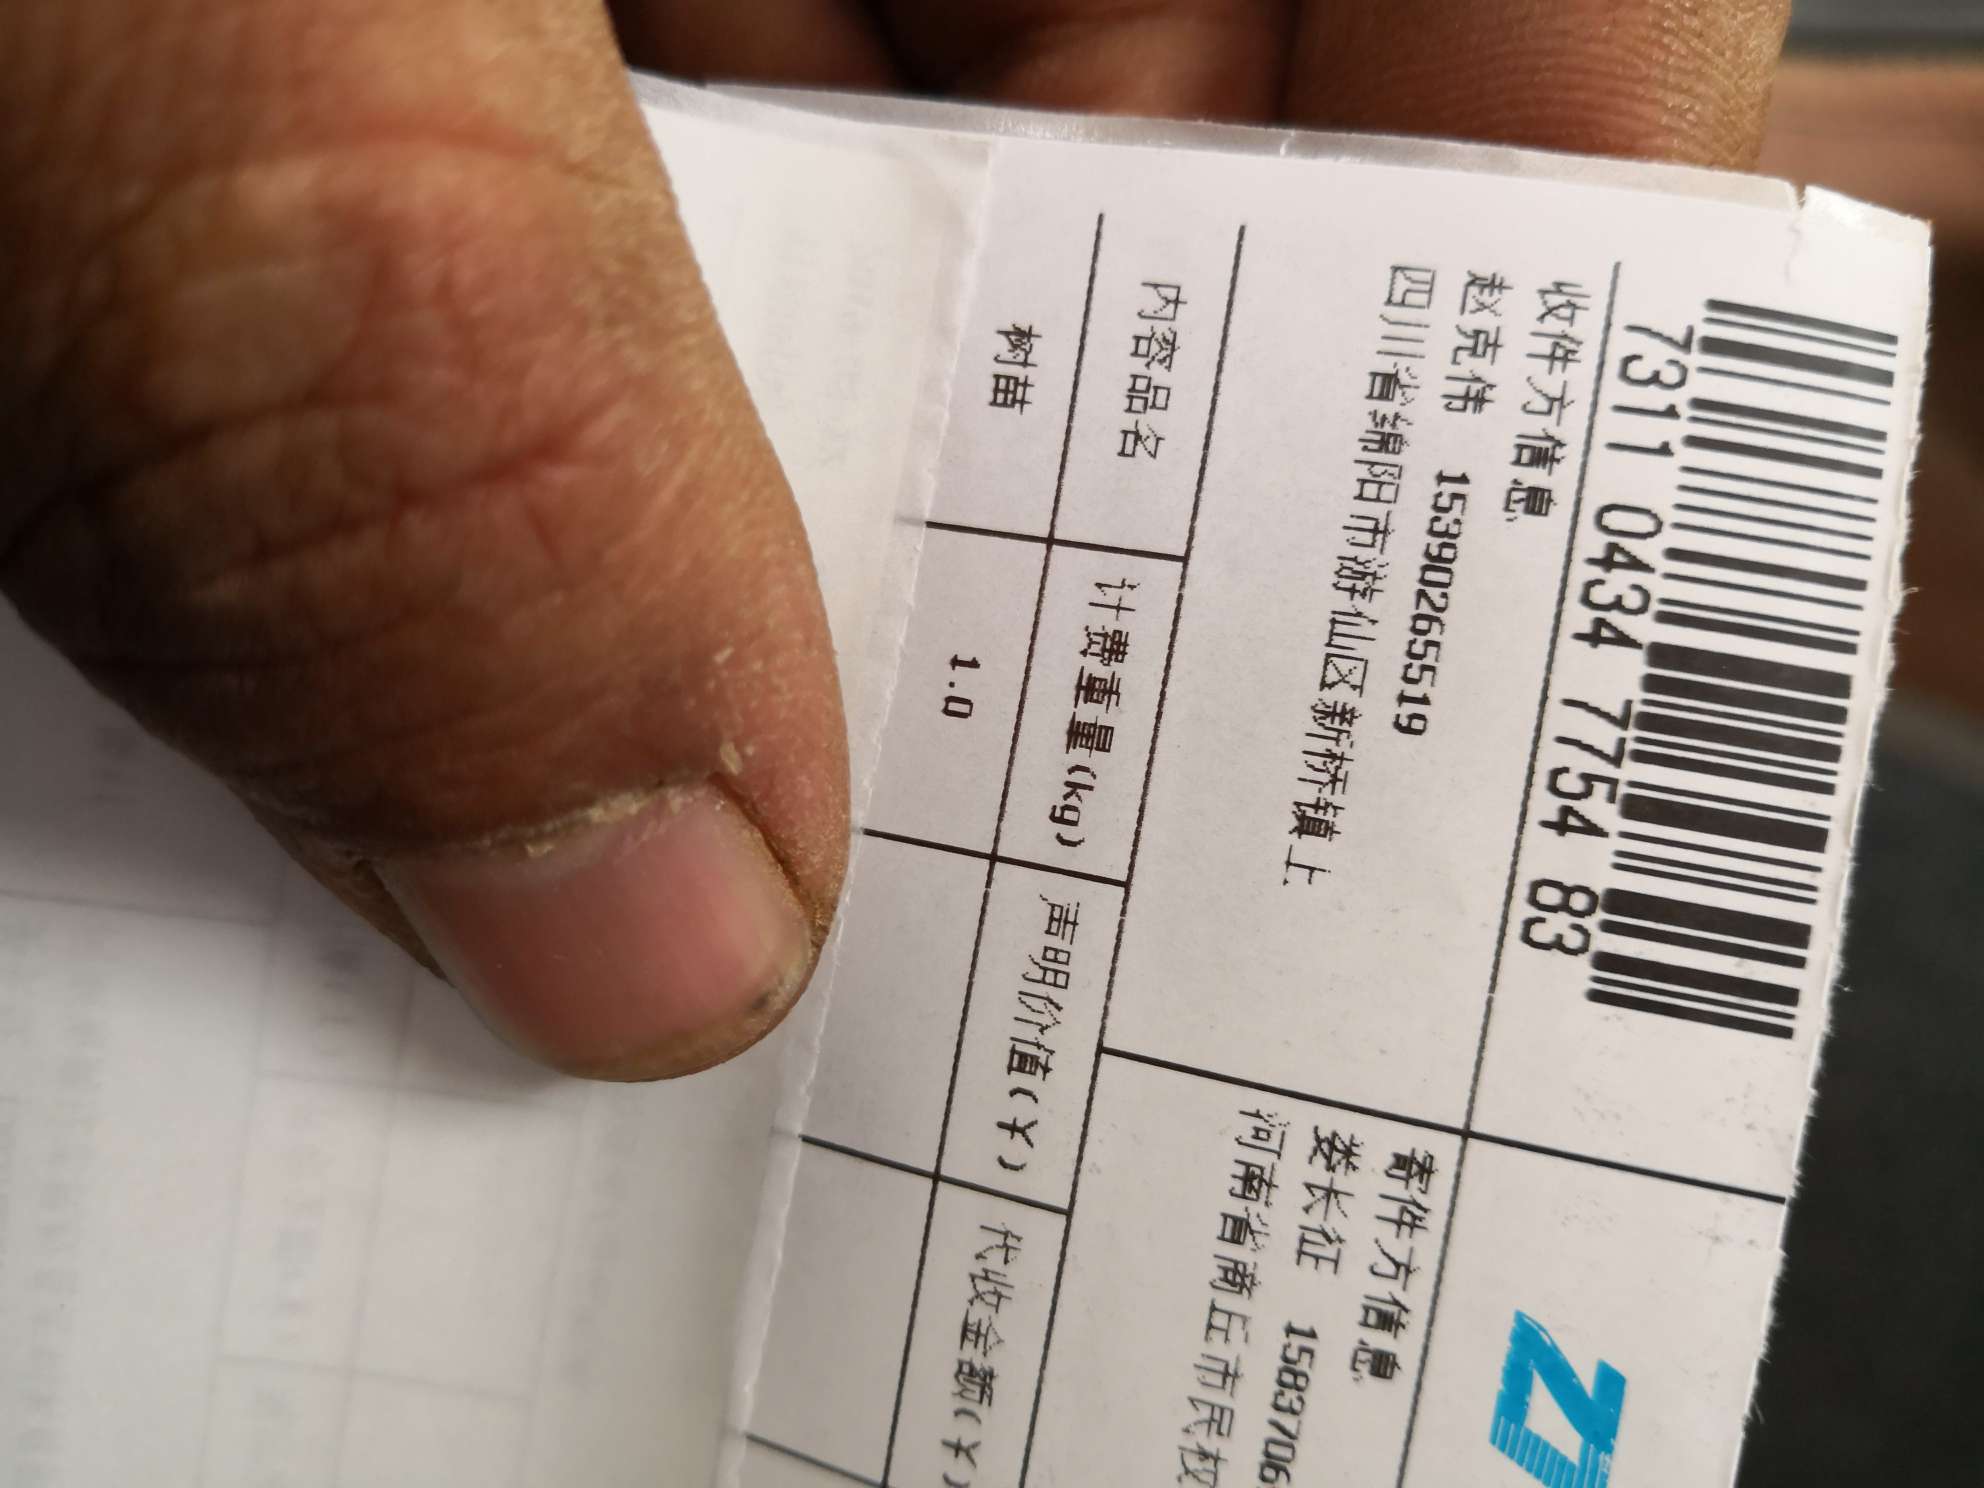 7311 0434 7754 83
收件方信息
赵克伟 15390265519
四川省绵阳市游仙区新桥镇上
寄件方信息
娄长征 1583706
河南省商丘市民权
内容品名 计费重量(kg) 声明价值(¥) 代收金额(¥)
树苗 1.0